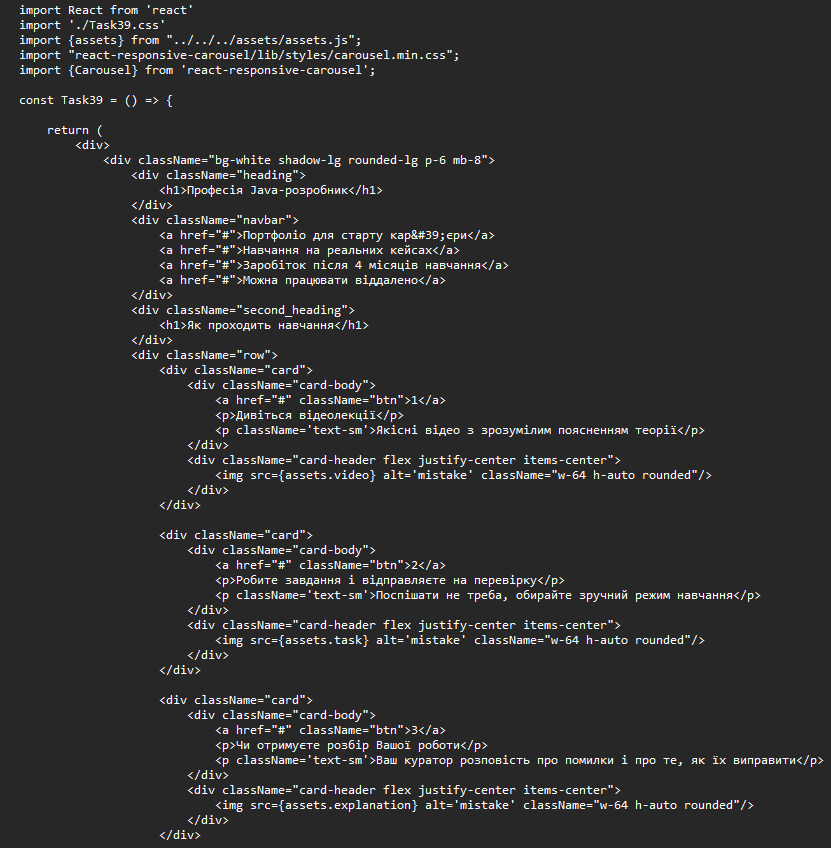 import React from 'react'
import './Task39.css'
import {assets} from "../../../assets/assets.js";
import "react-responsive-carousel/lib/styles/carousel.min.css";
import {Carousel} from 'react-responsive-carousel';

const Task39 = () => {

    return (
        <div>
            <div className="bg-white shadow-lg rounded-lg p-6 mb-8">
                <div className="heading">
                    <h1>Професія Java-розробник</h1>
                </div>
                <div className="navbar">
                    <a href="#">Портфоліо для старту кар&#39;єри</a>
                    <a href="#">Навчання на реальних кейсах</a>
                    <a href="#">Заробіток після 4 місяців навчання</a>
                    <a href="#">Можна працювати віддалено</a>
                </div>
                <div className="second_heading">
                    <h1>Як проходить навчання</h1>
                </div>
                <div className="row">
                    <div className="card">
                        <div className="card-body">
                            <a href="#" className="btn">1</a>
                            <p>Дивіться відеолекції</p>
                            <p className='text-sm'>Якісні відео з зрозумілим поясненням теорії</p>
                        </div>
                        <div className="card-header flex justify-center items-center">
                            <img src={assets.video} alt='mistake' className="w-64 h-auto rounded"/>
                        </div>
                    </div>

                    <div className="card">
                        <div className="card-body">
                            <a href="#" className="btn">2</a>
                            <p>Робите завдання і відправляєте на перевірку</p>
                            <p className='text-sm'>Поспішати не треба, обирайте зручний режим навчання</p>
                        </div>
                        <div className="card-header flex justify-center items-center">
                            <img src={assets.task} alt='mistake' className="w-64 h-auto rounded"/>
                        </div>
                    </div>

                    <div className="card">
                        <div className="card-body">
                            <a href="#" className="btn">3</a>
                            <p>Чи отримуєте розбір Вашої роботи</p>
                            <p className='text-sm'>Ваш куратор розповість про помилки і про те, як їх виправити</p>
                        </div>
                        <div className="card-header flex justify-center items-center">
                            <img src={assets.explanation} alt='mistake' className="w-64 h-auto rounded"/>
                        </div>
                    </div>